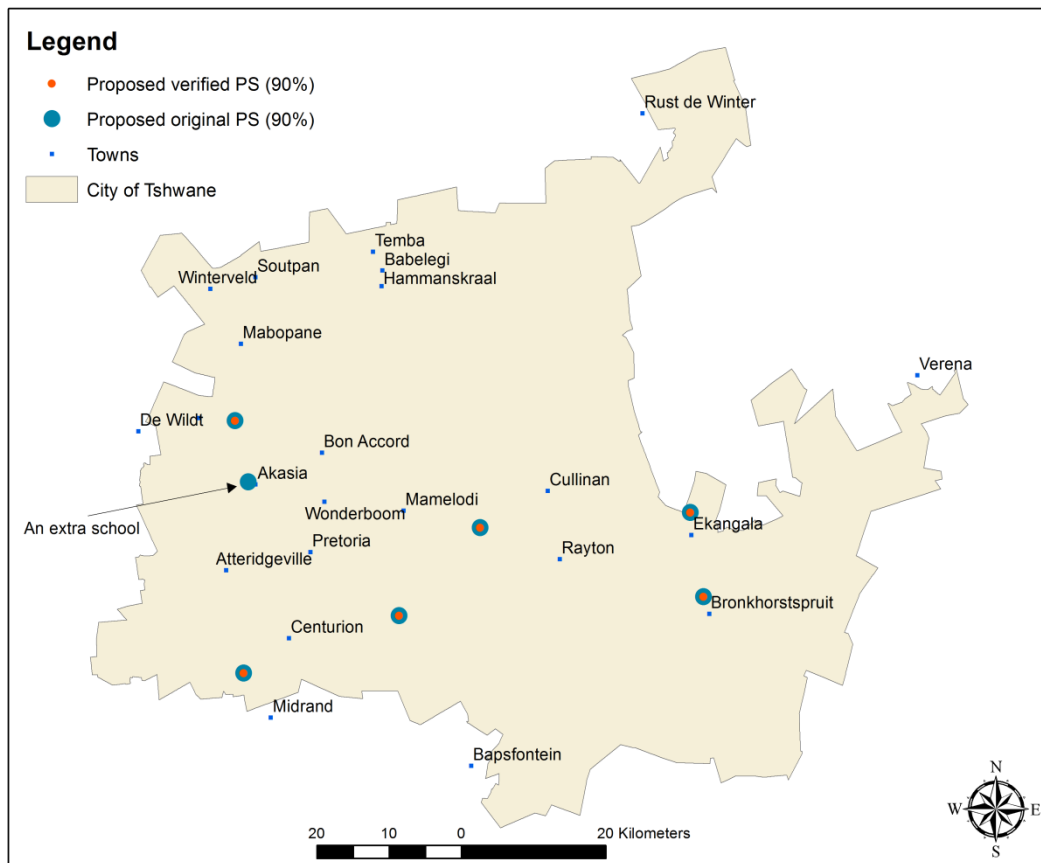 Legend
Proposed verified PS (90%)
Proposed original PS (90%)
Towns
City of Tshwane
Rust de Winter
Temba
Babelegi
Soutpan
Winterveld
Hammanskraal
Mabopane
Verena
De Wildt
Bon Accord
Akasia
Cullinan
Mamelodi
Wonderboom
An extra school
Ekangala
Pretoria
Rayton
Atteridgeville
Bronkhorstspruit
Centurion
Midrand
Bapsfontein
N
W E
S
20 10 0 20 Kilometers